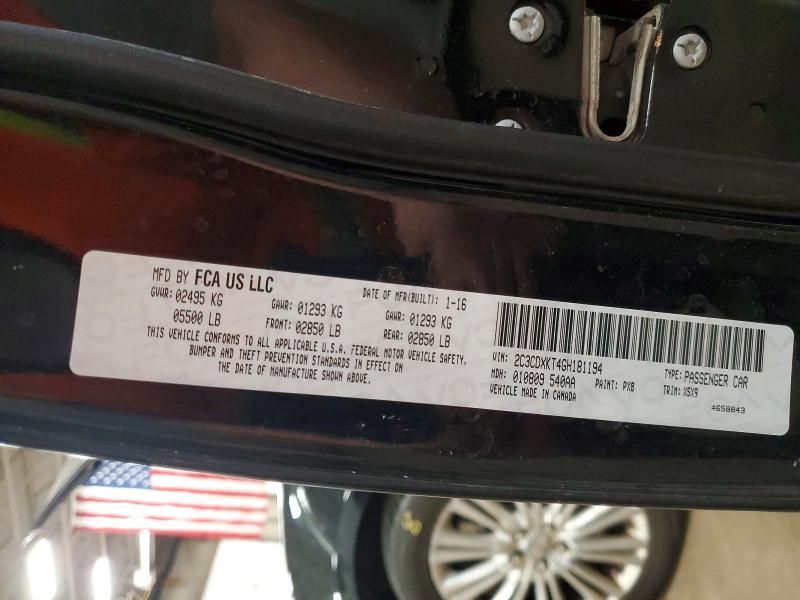 MFD BY FCA US LLC
DATE OF MFR(BUILT): 1-16
GVWR: 02495 KG GAWR: 01293 KG GAWR: 01293 KG
05500 LB FRONT: 02850 LB REAR: 02850 LB
THIS VEHICLE CONFORMS TO ALL APPLICABLE U.S.A. FEDERAL MOTOR VEHICLE SAFETY,
BUMPER AND THEFT PREVENTION STANDARDS IN EFFECT ON
THE DATE OF MANUFACTURE SHOWN ABOVE.
VIN: 2C3CDXKT4GH181194 TYPE: PASSENGER CAR
MDH: 010809 540AA PAINT: PX8 TRIM: X5X9
VEHICLE MADE IN CANADA 4658843